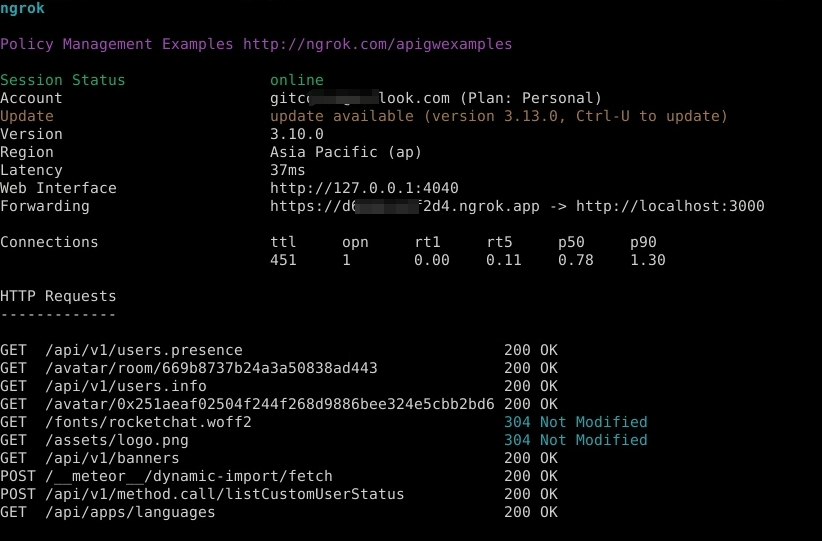 ngrok
Policy Management Examples http://ngrok.com/apigwexamples
Session Status online
Account look.com (Plan: Personal)
Update update available (version 3.13.0, Ctrl-U to update)
Version 3.10.0
Region Asia Pacific (ap)
Latency 37ms
Web Interface http://127.0.0.1:4040
Forwarding f2d4.ngrok.app -> http://localhost:3000
Connections ttl opn rt1 rt5 p50 p90
451 1 0.00 0.11 0.78 1.30
HTTP Requests
-------------
GET /api/v1/users.presence 200 OK
GET /avatar/room/669b8737b24a3a50838ad443 200 OK
GET /api/v1/users.info 200 OK
GET /avatar/0x251aeaf02504f244f268d9886bee324e5cbb2bd6 200 OK
GET /fonts/rocketchat.woff2 304 Not Modified
GET /assets/logo.png 304 Not Modified
GET /api/v1/banners 200 OK
POST /__meteor__/dynamic-import/fetch 200 OK
POST /api/v1/method.call/listCustomUserStatus 200 OK
GET /api/apps/languages 200 OK